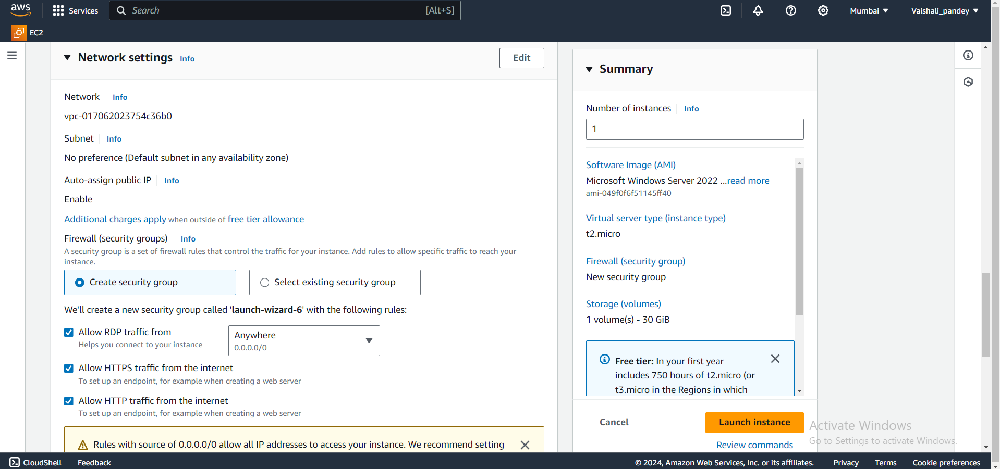 aws
Services
Search
[Alt+S]
Mumbai
Vaishali_pandey
EC2
Network settings Info
Edit
Network Info
vpc-017062023754c36b0
Subnet Info
No preference (Default subnet in any availability zone)
Auto-assign public IP Info
Enable
Additional charges apply when outside of free tier allowance
Firewall (security groups) Info
A security group is a set of firewall rules that control the traffic for your instance. Add rules to allow specific traffic to reach your
instance.
Create security group
Select existing security group
We'll create a new security group called 'launch-wizard-6' with the following rules:
Allow RDP traffic from
Helps you connect to your instance
Anywhere
0.0.0.0/0
Allow HTTPS traffic from the internet
To set up an endpoint, for example when creating a web server
Allow HTTP traffic from the internet
To set up an endpoint, for example when creating a web server
Rules with source of 0.0.0.0/0 allow all IP addresses to access your instance. We recommend setting
Summary
Number of instances Info
1
Software Image (AMI)
Microsoft Windows Server 2022 ...read more
ami-049f0f6f51145ff40
Virtual server type (instance type)
t2.micro
Firewall (security group)
New security group
Storage (volumes)
1 volume(s) - 30 GiB
Free tier: In your first year
includes 750 hours of t2.micro (or
t3.micro in the Regions in which
Cancel
Launch instance
Review commands
Activate Windows
Go to Settings to activate Windows.
CloudShell
Feedback
© 2024, Amazon Web Services, Inc. or its affiliates.
Privacy
Terms
Cookie preferences